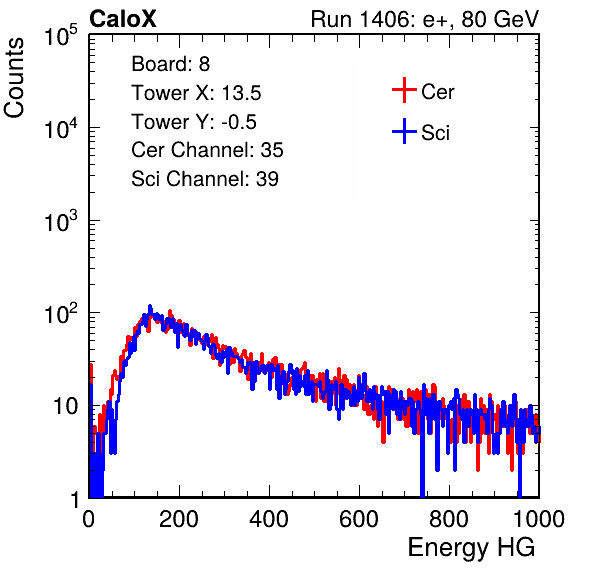 CaloX Run 1406: e+, 80 GeV
Counts
Board: 8
Tower X: 13.5
Tower Y: -0.5
Cer Channel: 35
Sci Channel: 39
Cer
Sci
10^5
10^4
10^3
10^2
10
1
0 200 400 600 800 1000
Energy HG